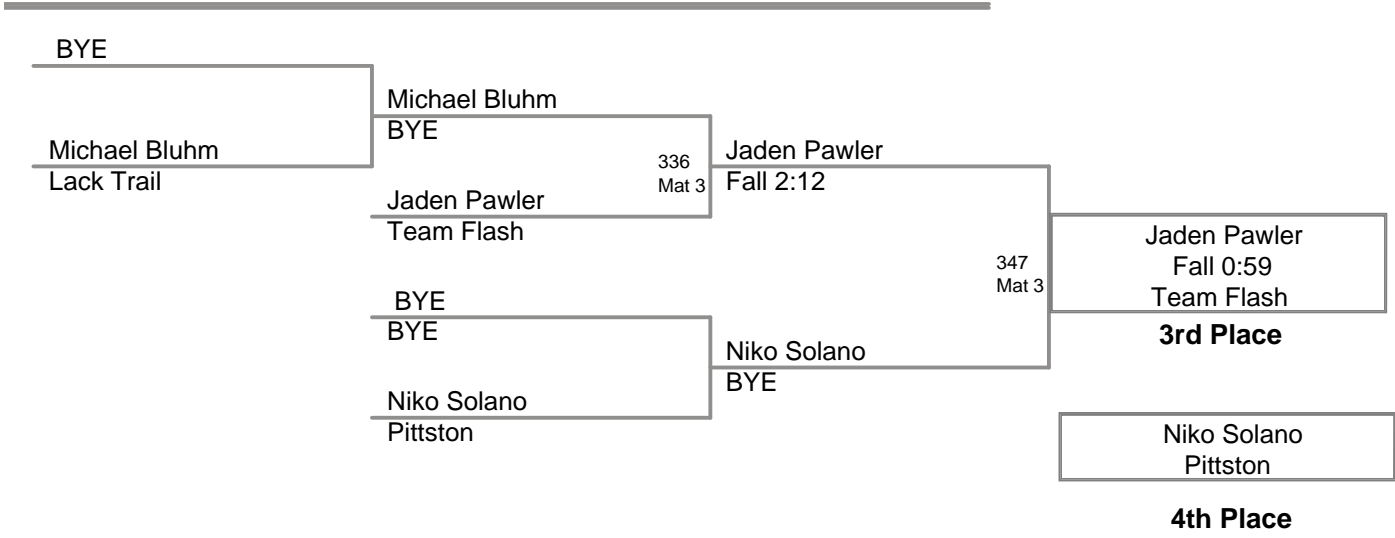 BYE
Michael Bluhm
Lack Trail
Michael Bluhm
BYE
Jaden Pawler
Team Flash
336
Mat 3
BYE
BYE
Niko Solano
Pittston
Jaden Pawler
Fall 2:12
Niko Solano
BYE
347
Mat 3
Jaden Pawler
Fall 0:59
Team Flash
3rd Place
Niko Solano
Pittston
4th Place